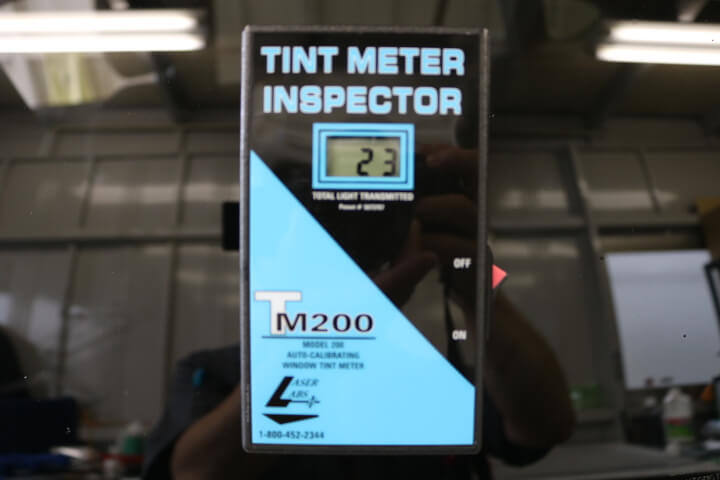 TINT METER
INSPECTOR
23
TOTAL LIGHT TRANSMITTED
OFF
TM200
ON
MODEL 200
AUTO-CALIBRATING
WINDOW TINT METER
LASER
LABS
1-800-452-2344